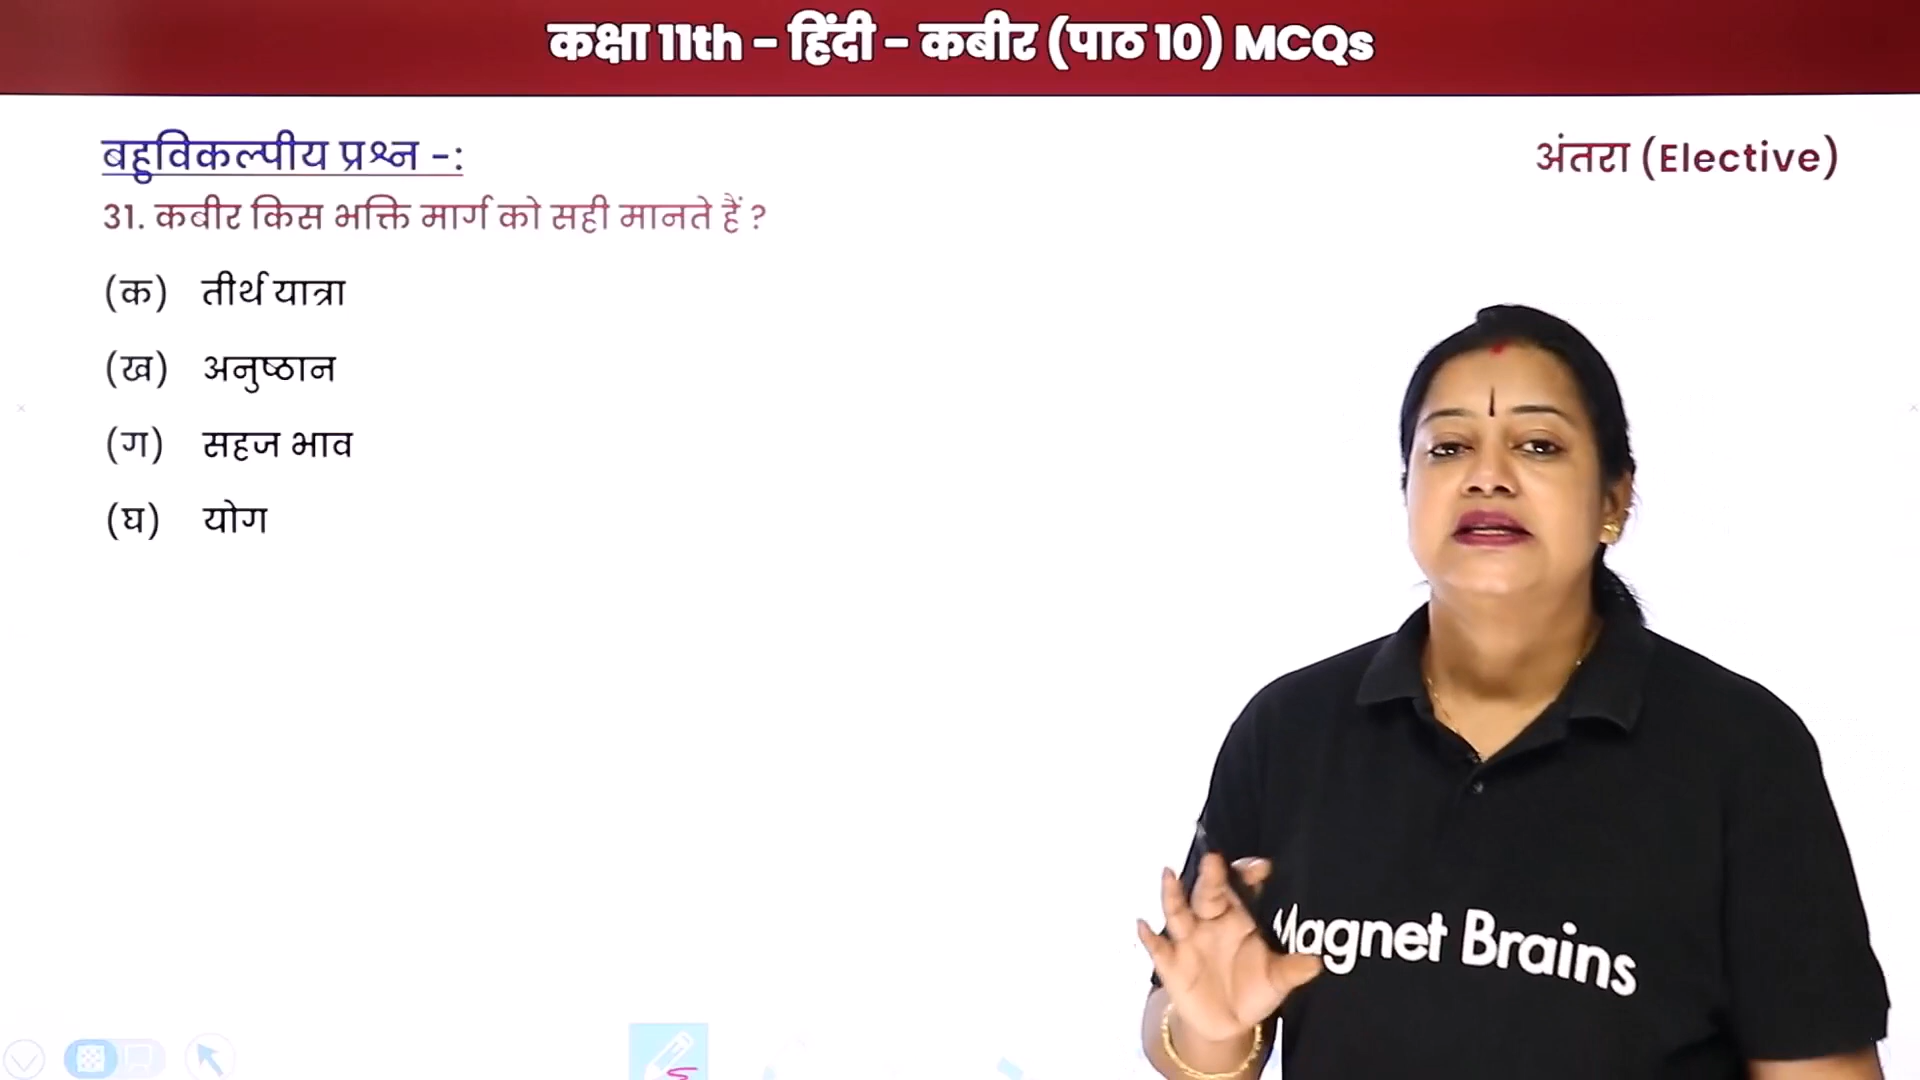 कक्षा 11th - हिंदी - कबीर (पाठ 10) MCQs
बहुविकल्पीय प्रश्न -:
अंतरा (Elective)
31. कबीर किस भक्ति मार्ग को सही मानते हैं ?
(क) तीर्थ यात्रा
(ख) अनुष्ठान
(ग) सहज भाव
(घ) योग
Magnet Brains